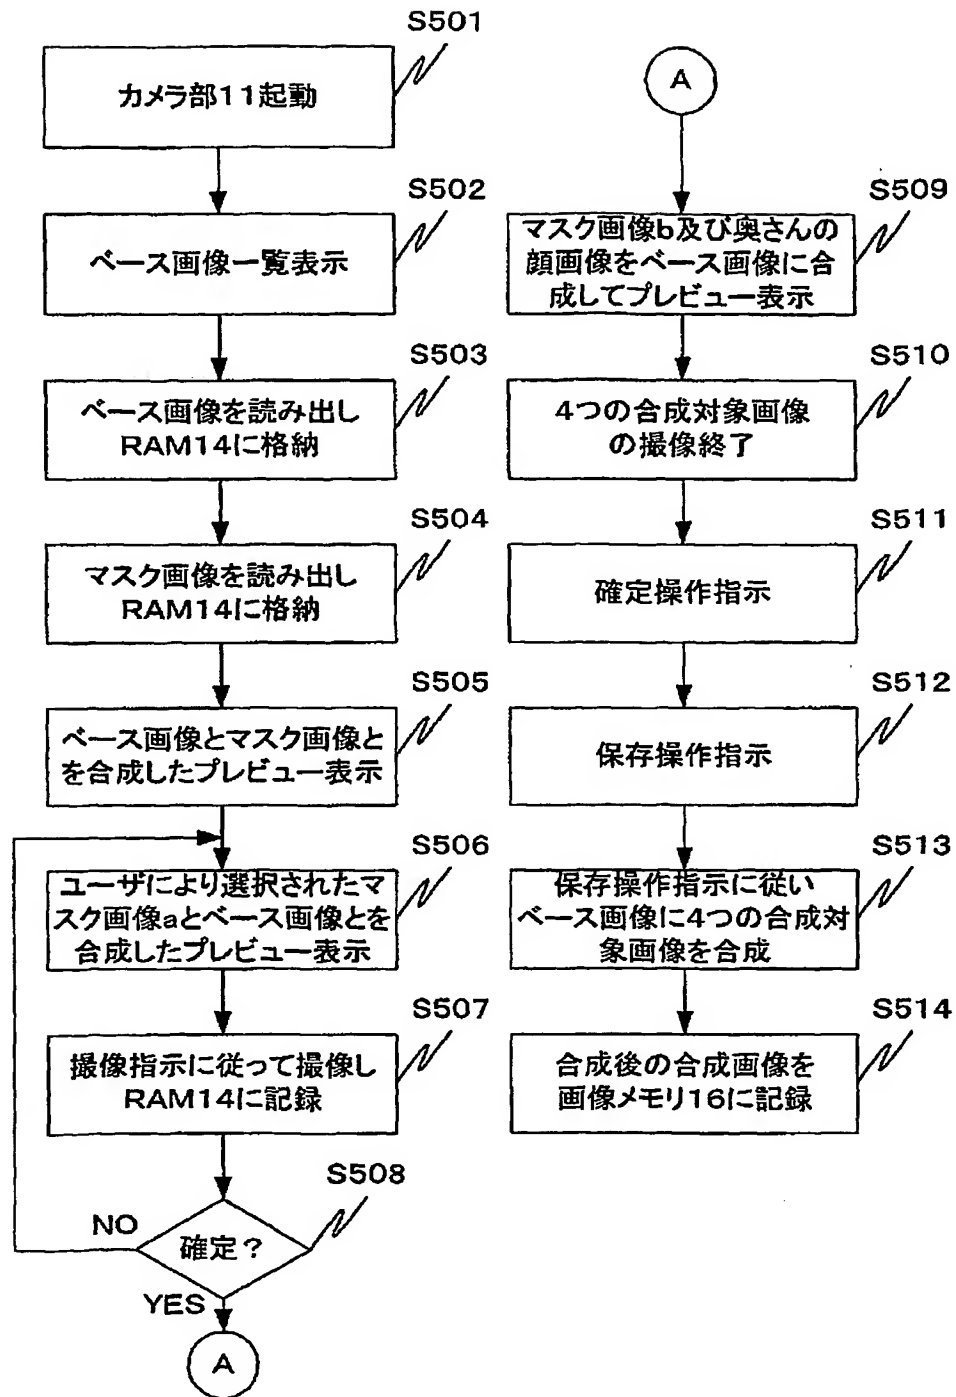 S501
カメラ部11起動
S502
ベース画像一覧表示
S503
ベース画像を読み出し
RAM14に格納
S504
マスク画像を読み出し
RAM14に格納
S505
ベース画像とマスク画像と
を合成したプレビュー表示
S506
ユーザにより選択されたマ
スク画像aとベース画像とを
合成したプレビュー表示
S507
撮像指示に従って撮像し
RAM14に記録
S508
確定？
NO
YES
A
A
S509
マスク画像b及び奥さんの
顔画像をベース画像に合
成してプレビュー表示
S510
4つの合成対象画像
の撮像終了
S511
確定操作指示
S512
保存操作指示
S513
保存操作指示に従い
ベース画像に4つの合成対
象画像を合成
S514
合成後の合成画像を
画像メモリ16に記録